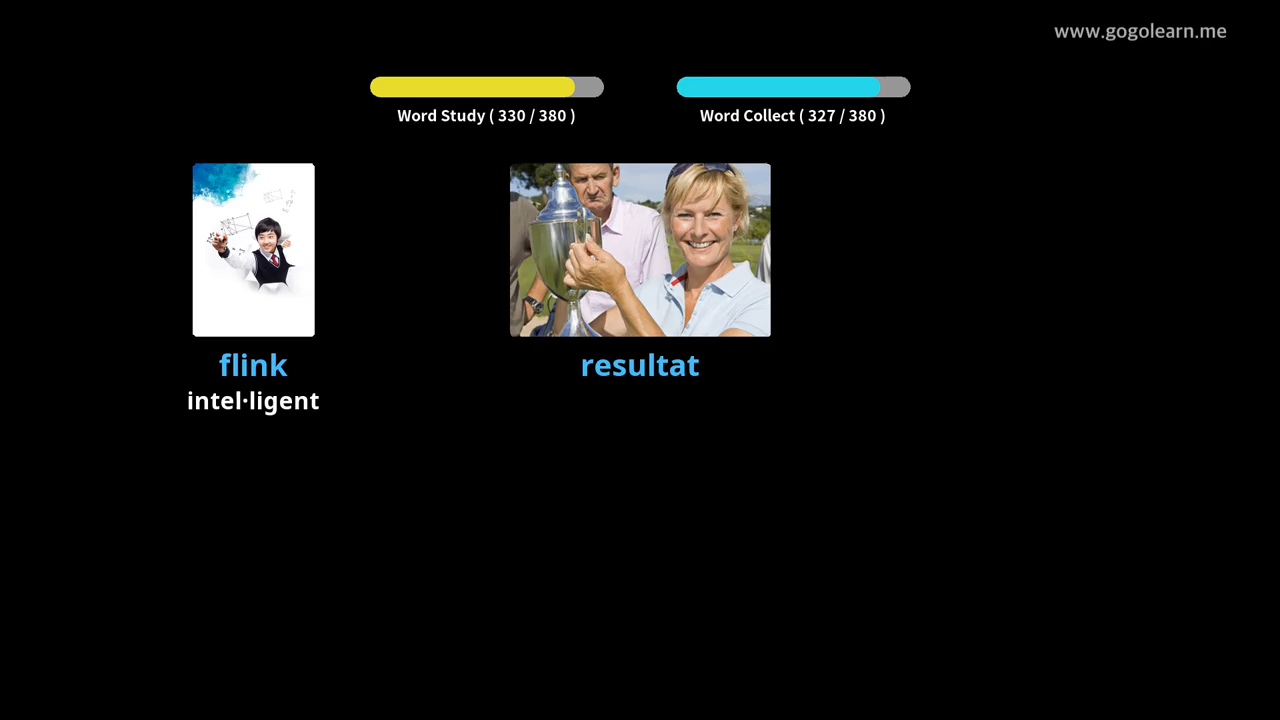 www.gogolearn.me
Word Study ( 330 / 380 )
Word Collect ( 327 / 380 )
flink
resultat
intel·ligent